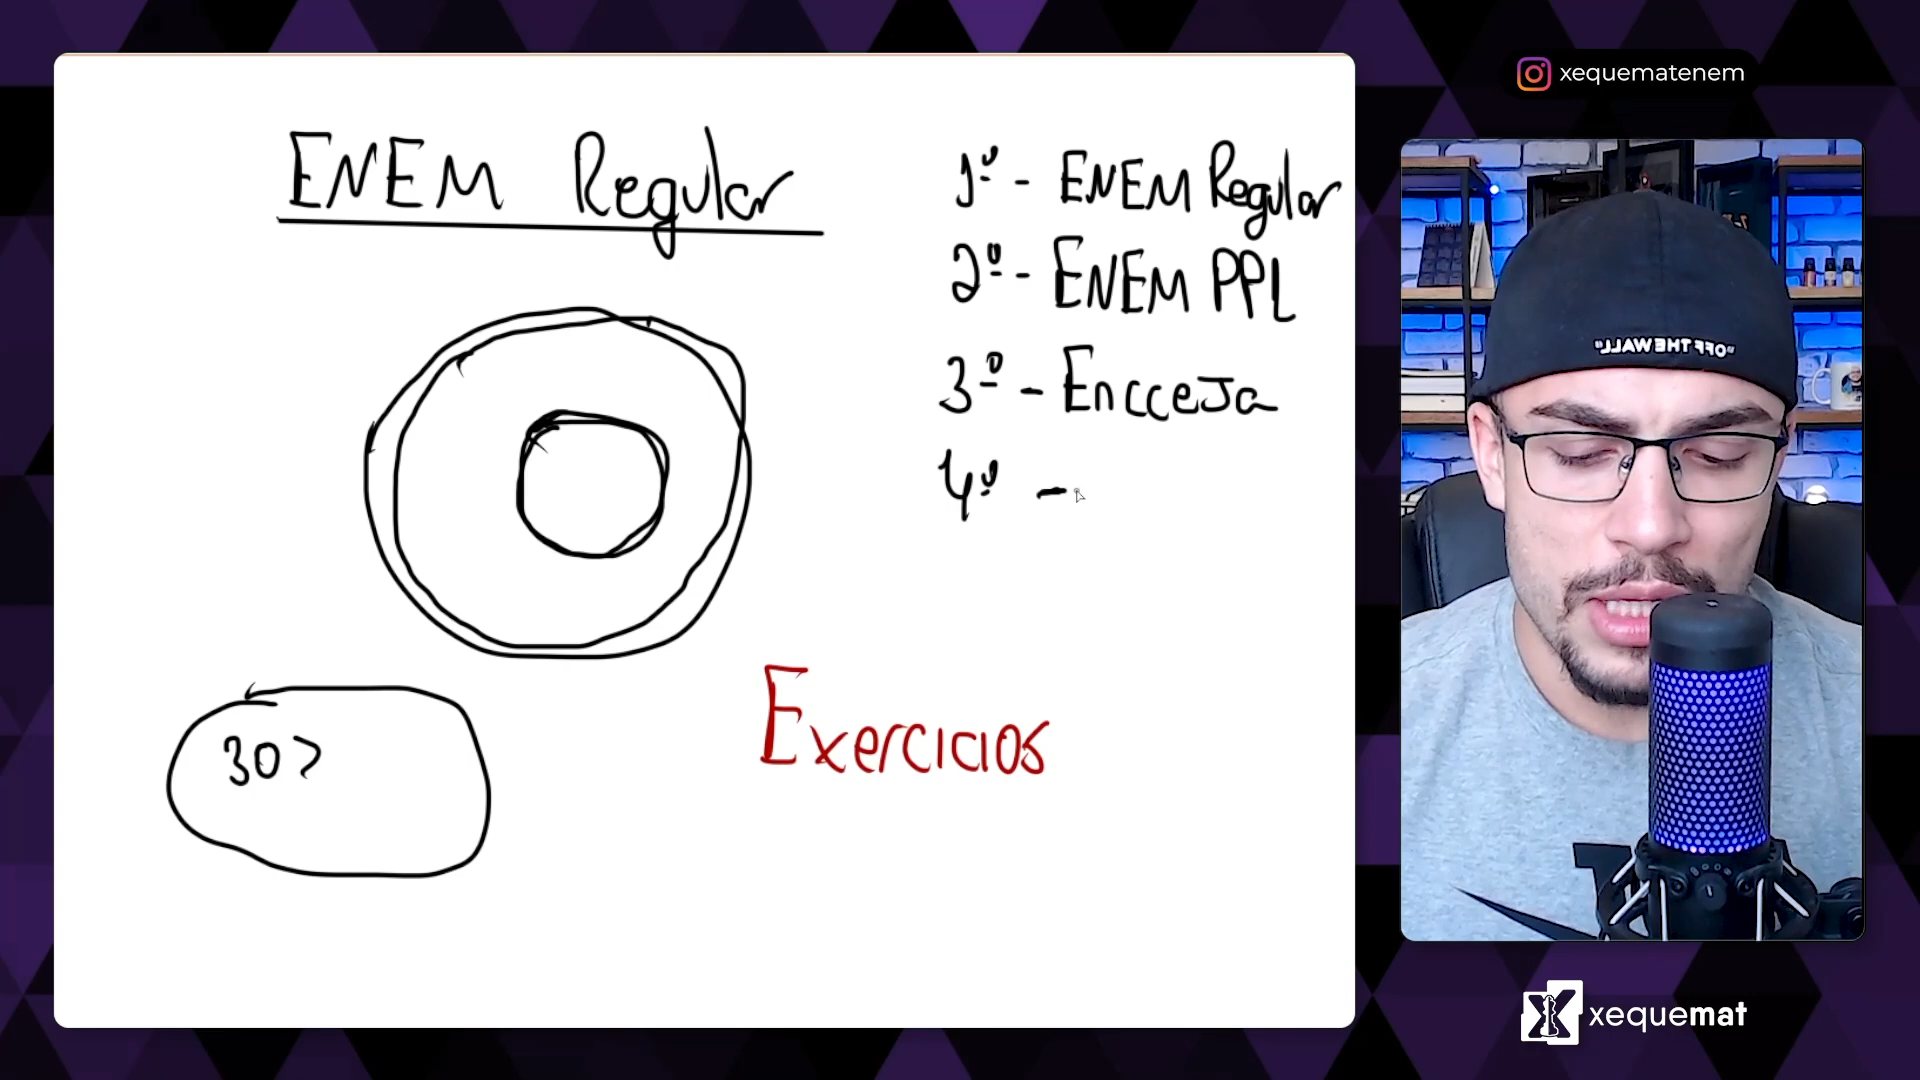 ENEM Regular
1º - ENEM Regular
2º - ENEM PPL
3º - Encceja
4º -
30>
Exercicios
xequematenem
"OFF THE WALL"
xequemat